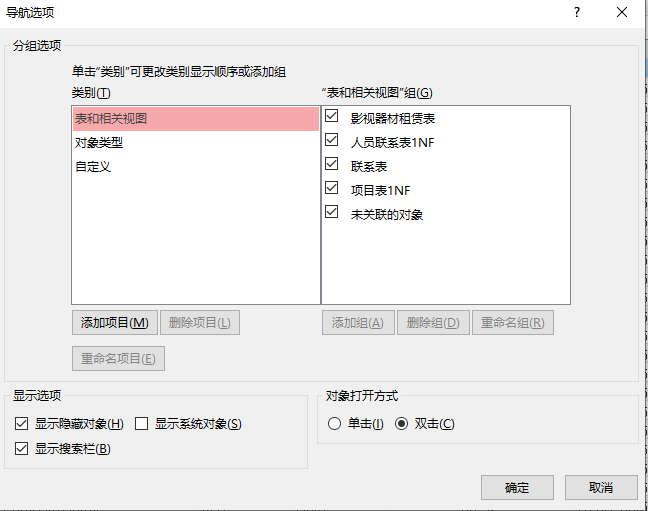 导航选项
分组选项
单击“类别”可更改类别显示顺序或添加组
类别(T) “表和相关视图”组(G)
表和相关视图 影视器材租赁表
对象类型 人员联系表1NF
自定义 联系表
项目表1NF
未关联的对象
添加项目(M) 删除项目(L) 添加组(A) 删除组(D) 重命名组(R)
重命名项目(E)
显示选项 对象打开方式
显示隐藏对象(H) 显示系统对象(S) 单击(I) 双击(C)
显示搜索栏(B)
确定 取消